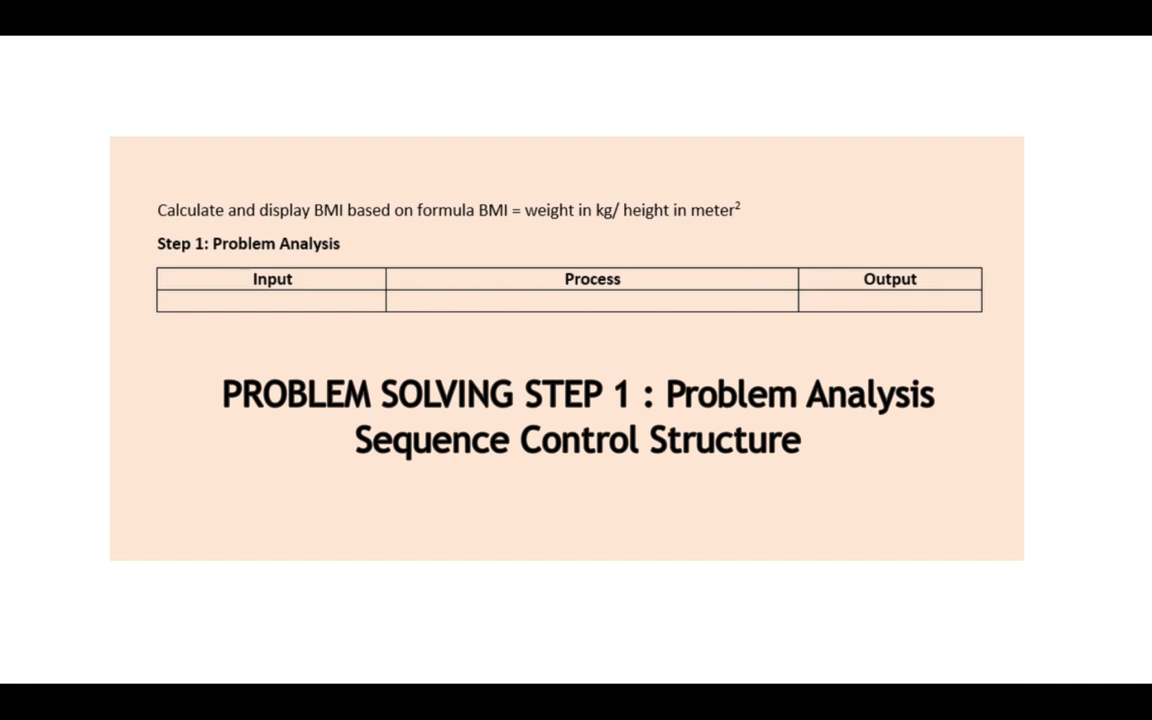 Calculate and display BMI based on formula BMI = weight in kg/ height in meter²
Step 1: Problem Analysis
Input Process Output
PROBLEM SOLVING STEP 1 : Problem Analysis
Sequence Control Structure